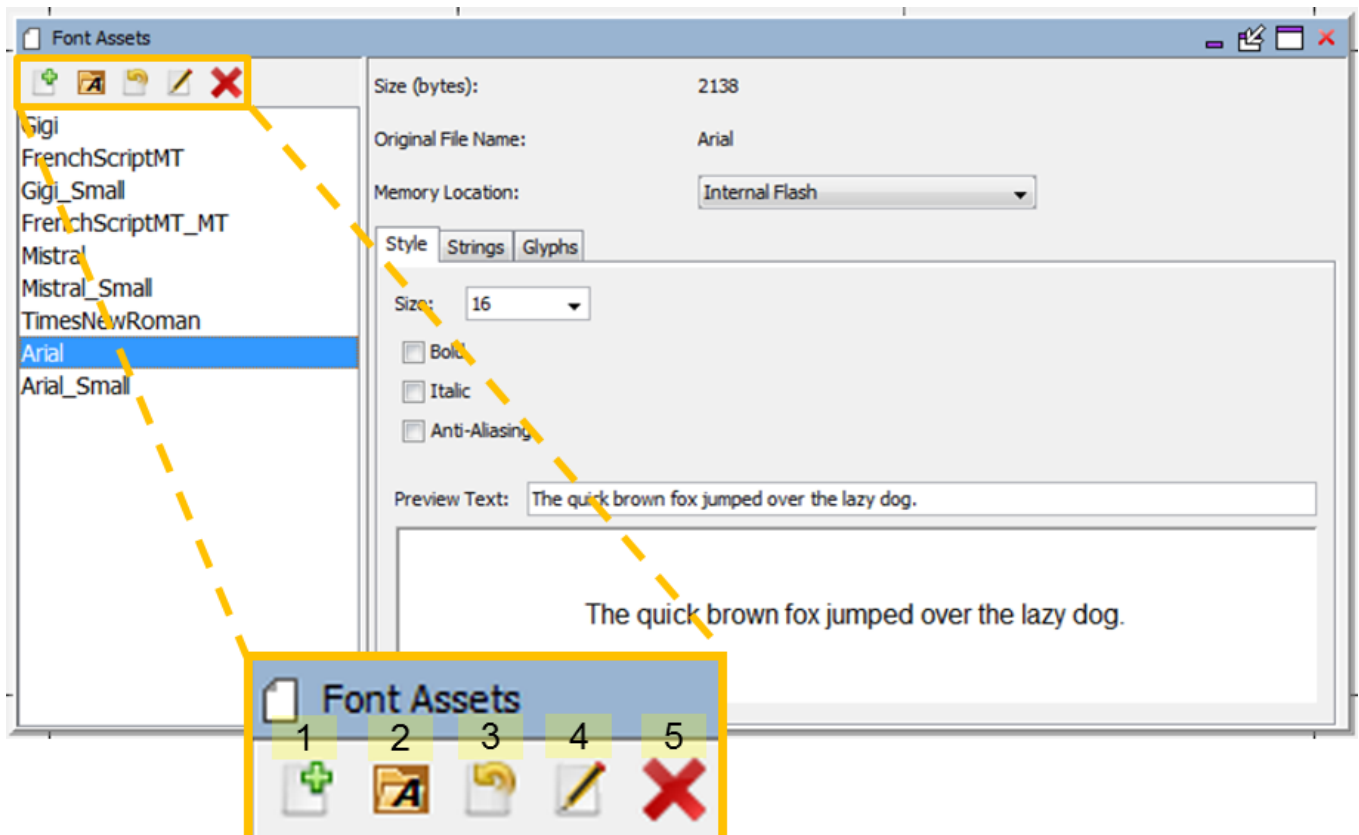 Font Assets
Gigi
FrenchScriptMT
Gigi_Small
FrenchScriptMT_MT
Mistral
Mistral_Small
TimesNewRoman
Arial
Arial_Small
Size (bytes): 2138
Original File Name: Arial
Memory Location: Internal Flash
Style Strings Glyphs
Size: 16
Bold
Italic
Anti-Aliasing
Preview Text: The quick brown fox jumped over the lazy dog.
The quick brown fox jumped over the lazy dog.
Font Assets
1 2 3 4 5
A